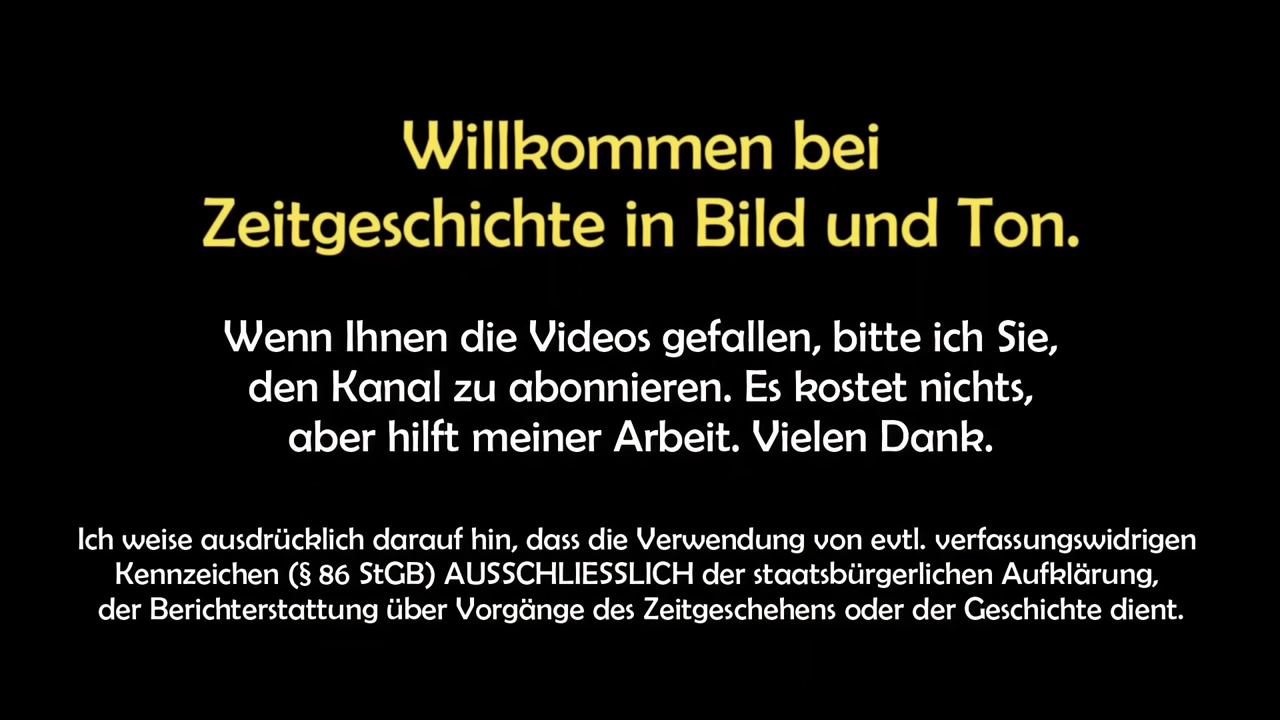 Willkommen bei
Zeitgeschichte in Bild und Ton.
Wenn Ihnen die Videos gefallen, bitte ich Sie,
den Kanal zu abonnieren. Es kostet nichts,
aber hilft meiner Arbeit. Vielen Dank.
Ich weise ausdrücklich darauf hin, dass die Verwendung von evtl. verfassungswidrigen
Kennzeichen (§ 86 StGB) AUSSCHLIESSLICH der staatsbürgerlichen Aufklärung,
der Berichterstattung über Vorgänge des Zeitgeschehens oder der Geschichte dient.